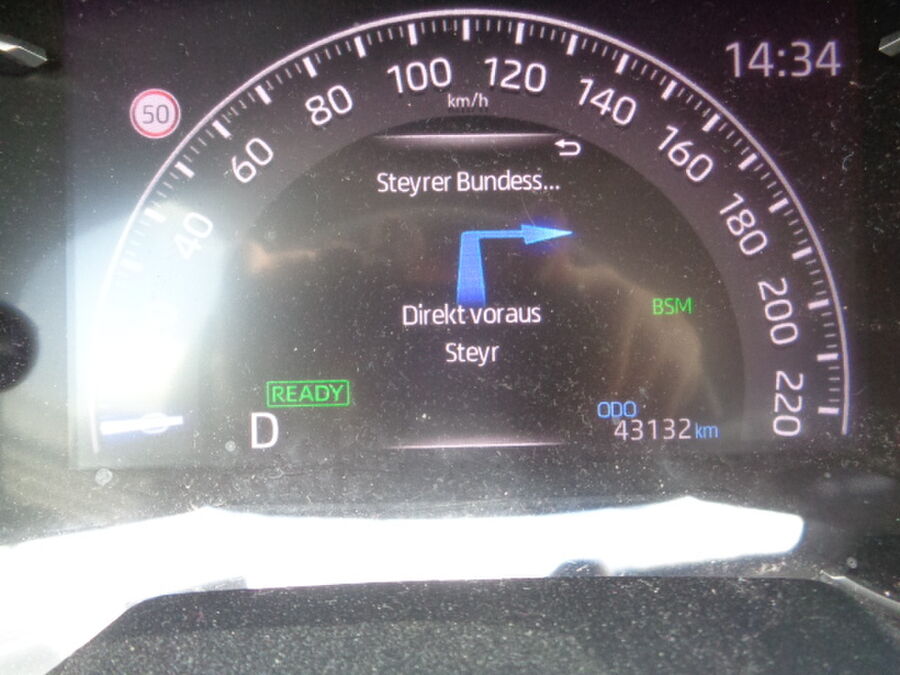 14:34
50
40
60
80
100
120
140
160
180
200
220
km/h
Steyrer Bundess...
Direkt voraus
Steyr
BSM
READY
D
ODO
43132 km